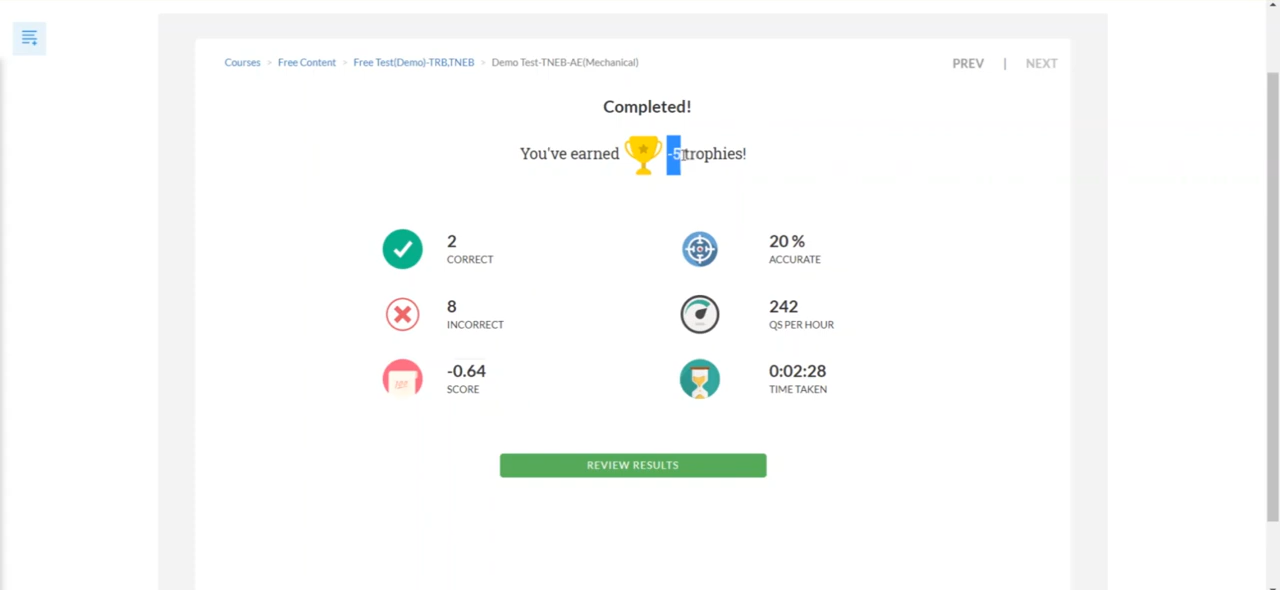 Courses > Free Content > Free Test(Demo)-TRB,TNEB > Demo Test-TNEB-AE(Mechanical)
PREV | NEXT
Completed!
You've earned -5 trophies!
2
CORRECT
20 %
ACCURATE
8
INCORRECT
242
QS PER HOUR
-0.64
SCORE
0:02:28
TIME TAKEN
REVIEW RESULTS